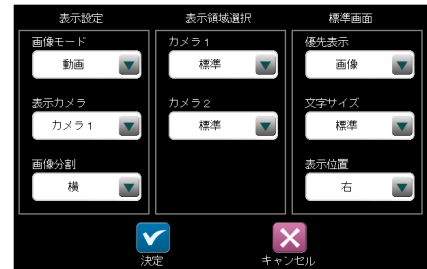 表示設定
画像モード
動画
表示カメラ
カメラ１
画像分割
横
表示領域選択
カメラ１
標準
カメラ２
標準
標準画面
優先表示
画像
文字サイズ
標準
表示位置
右
決定
キャンセル